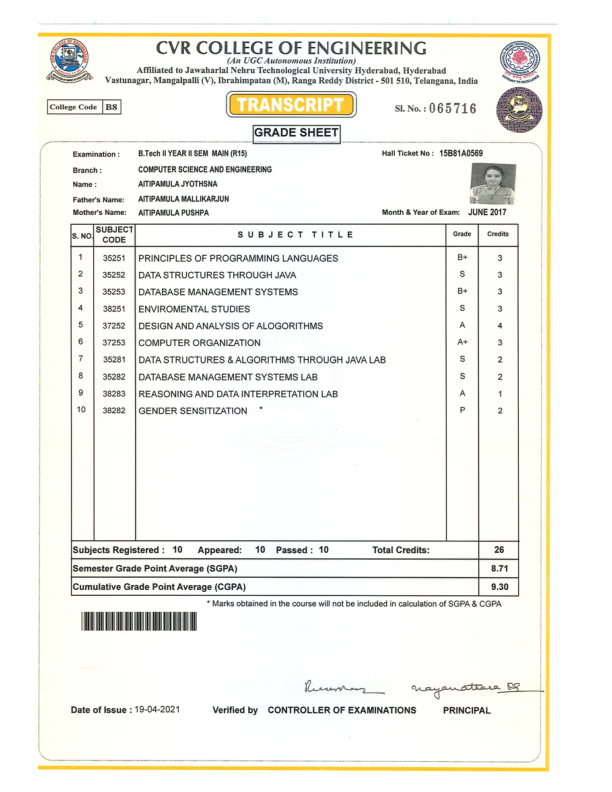 CVR COLLEGE OF ENGINEERING
(An UGC Autonomous Institution)
Affiliated to Jawaharlal Nehru Technological University Hyderabad, Hyderabad
Vastunagar, Mangalpalli (V), Ibrahimpatan (M), Ranga Reddy District - 501 510, Telangana, India
College Code B8
TRANSCRIPT
Sl. No. : 065716
GRADE SHEET
Examination : B.Tech II YEAR II SEM MAIN (R15) Hall Ticket No : 15B81A0569
Branch : COMPUTER SCIENCE AND ENGINEERING
Name : AITIPAMULA JYOTHSNA
Father's Name: AITIPAMULA MALLIKARJUN
Mother's Name: AITIPAMULA PUSHPA Month & Year of Exam: JUNE 2017
S. NO. SUBJECT CODE SUBJECT TITLE Grade Credits
1 35251 PRINCIPLES OF PROGRAMMING LANGUAGES B+ 3
2 35252 DATA STRUCTURES THROUGH JAVA S 3
3 35253 DATABASE MANAGEMENT SYSTEMS B+ 3
4 38251 ENVIROMENTAL STUDIES S 3
5 37252 DESIGN AND ANALYSIS OF ALOGORITHMS A 4
6 37253 COMPUTER ORGANIZATION A+ 3
7 35281 DATA STRUCTURES & ALGORITHMS THROUGH JAVA LAB S 2
8 35282 DATABASE MANAGEMENT SYSTEMS LAB S 2
9 38283 REASONING AND DATA INTERPRETATION LAB A 1
10 38282 GENDER SENSITIZATION * P 2
Subjects Registered : 10 Appeared: 10 Passed : 10 Total Credits: 26
Semester Grade Point Average (SGPA) 8.71
Cumulative Grade Point Average (CGPA) 9.30
* Marks obtained in the course will not be included in calculation of SGPA & CGPA
nayanattara BS
Date of Issue : 19-04-2021 Verified by CONTROLLER OF EXAMINATIONS PRINCIPAL